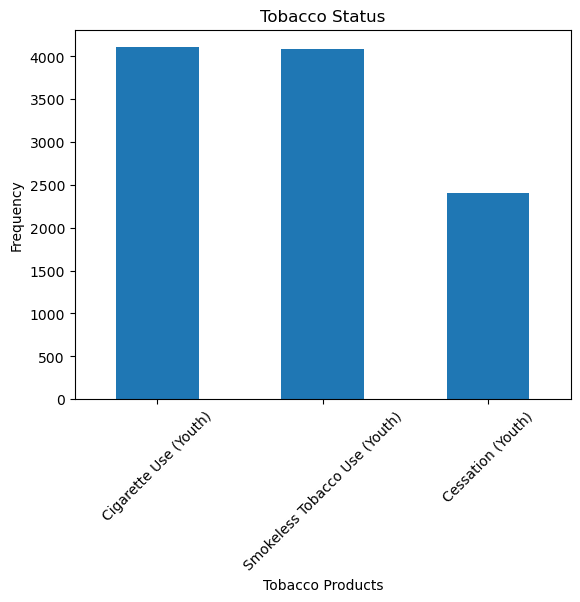 Tobacco Status
Frequency
4000
3500
3000
2500
2000
1500
1000
500
0
Cigarette Use (Youth)
Smokeless Tobacco Use (Youth)
Cessation (Youth)
Tobacco Products